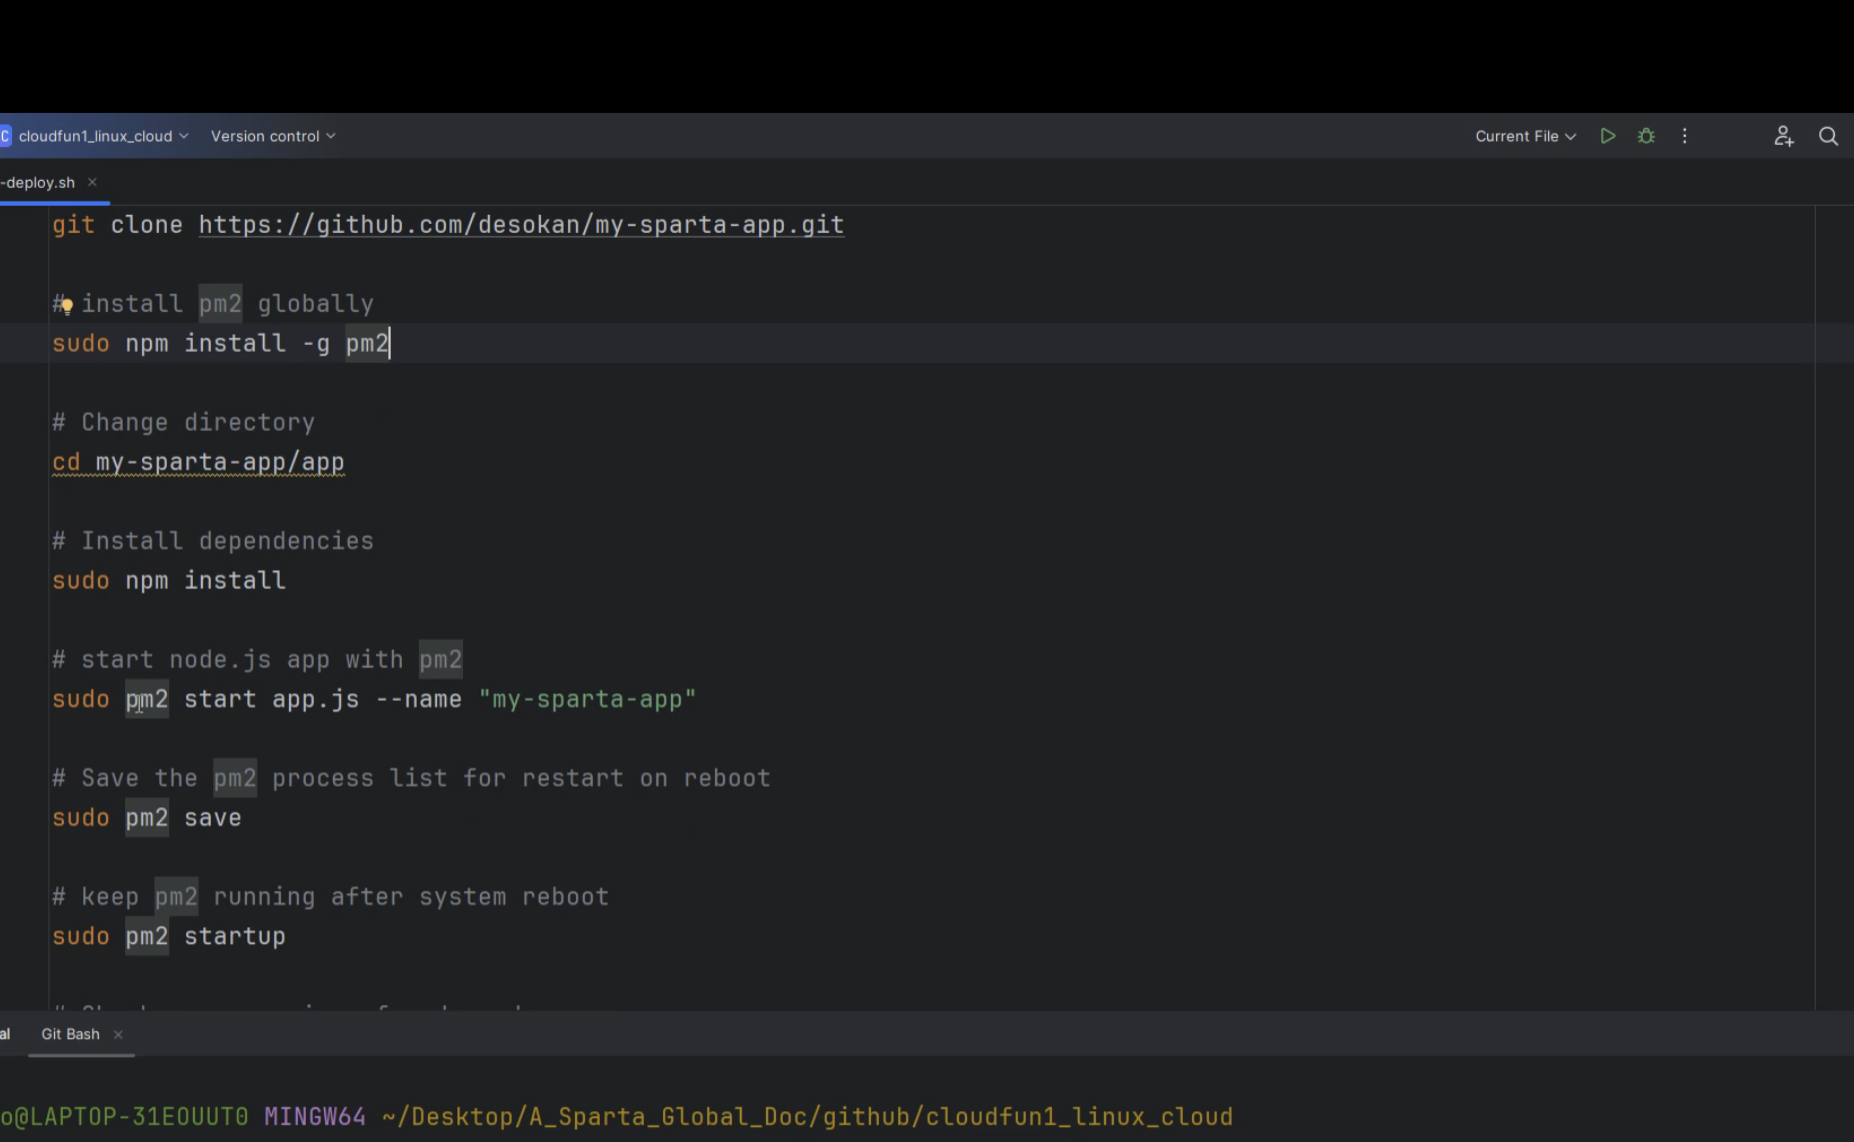 C cloudfun1_linux_cloud Version control Current File
-deploy.sh
git clone https://github.com/desokan/my-sparta-app.git
# install pm2 globally
sudo npm install -g pm2
# Change directory
cd my-sparta-app/app
# Install dependencies
sudo npm install
# start node.js app with pm2
sudo pm2 start app.js --name "my-sparta-app"
# Save the pm2 process list for restart on reboot
sudo pm2 save
# keep pm2 running after system reboot
sudo pm2 startup
al Git Bash
o@LAPTOP-31EOUUT0 MINGW64 ~/Desktop/A_Sparta_Global_Doc/github/cloudfun1_linux_cloud